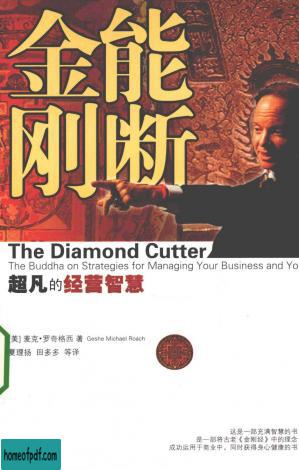 金能
刚断
The Diamond Cutter
The Buddha on Strategies for Managing Your Business and Yo
超凡的经营智慧
[美] 麦克·罗奇格西 著 Geshe Michael Roach
夏理扬 田多多 等译
这是一部充满智慧的书
是一部将古老《金刚经》中的理念
成功运用于商业中，同时获得身心健康的书
homeofpdf.com